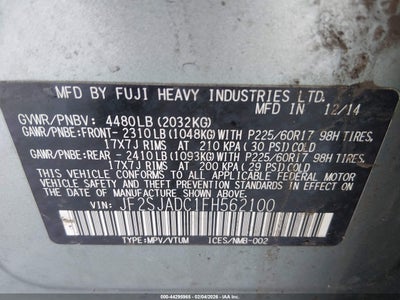 MFD BY FUJI HEAVY INDUSTRIES LTD. 12/14
GVWR/PNBV: 4480LB(2032KG)
GAWR/PNBE:FRONT- 2310LB(1048KG)WITH P225/60R17 98H TIRES,
17X7J RIMS AT 210 KPA(30 PSI)COLD
GAWR/PNBE:REAR - 2410LB(1093KG)WITH P225/60R17 98H TIRES,
17X7J RIMS AT 200 KPA(29 PSI)COLD
THIS VEHICLE CONFORMS TO ALL APPLICABLE FEDERAL MOTOR
VEHICLE SAFETY, BUMPER, AND THEFT PREVENTION STANDARDS
IN EFFECT ON THE DATE OF MANUFACTURE SHOWN ABOVE.
VIN: JF2SJADC1FH562100
TYPE:MPV/VTUM ICES/NMB-002